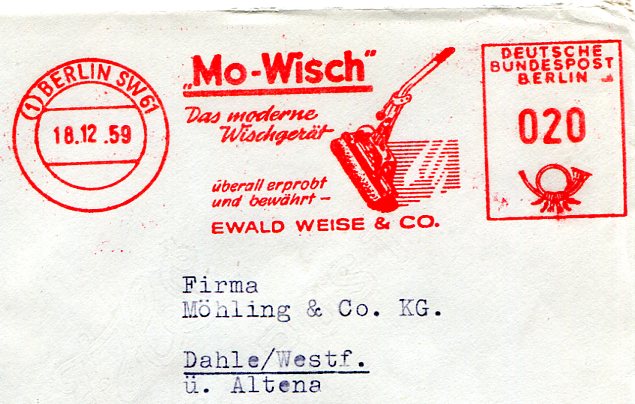 (1) BERLIN SW 61
18.12.59
„Mo-Wisch"
Das moderne
Wischgerät
überall erprobt
und bewährt –
EWALD WEISE & CO.
DEUTSCHE
BUNDESPOST
BERLIN
020
Firma
Möhling & Co. KG.
Dahle/Westf.
ü. Altena